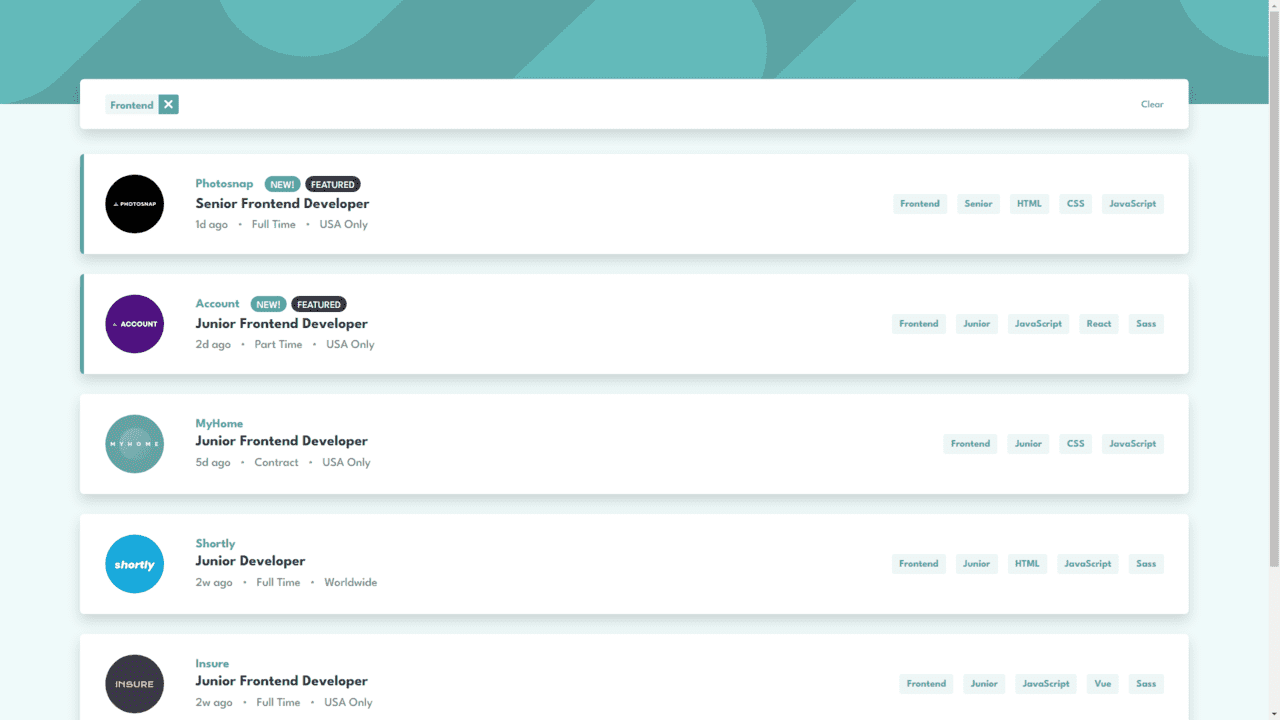 Frontend Clear
PHOTOSNAP
Photosnap NEW! FEATURED
Senior Frontend Developer
1d ago • Full Time • USA Only
Frontend Senior HTML CSS JavaScript
ACCOUNT
Account NEW! FEATURED
Junior Frontend Developer
2d ago • Part Time • USA Only
Frontend Junior JavaScript React Sass
MYHOME
MyHome
Junior Frontend Developer
5d ago • Contract • USA Only
Frontend Junior CSS JavaScript
shortly
Shortly
Junior Developer
2w ago • Full Time • Worldwide
Frontend Junior HTML JavaScript Sass
INSURE
Insure
Junior Frontend Developer
2w ago • Full Time • USA Only
Frontend Junior JavaScript Vue Sass